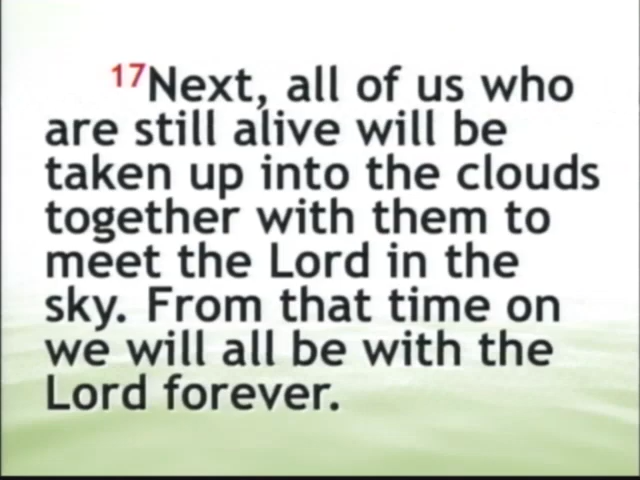 17Next, all of us who
are still alive will be
taken up into the clouds
together with them to
meet the Lord in the
sky. From that time on
we will all be with the
Lord forever.